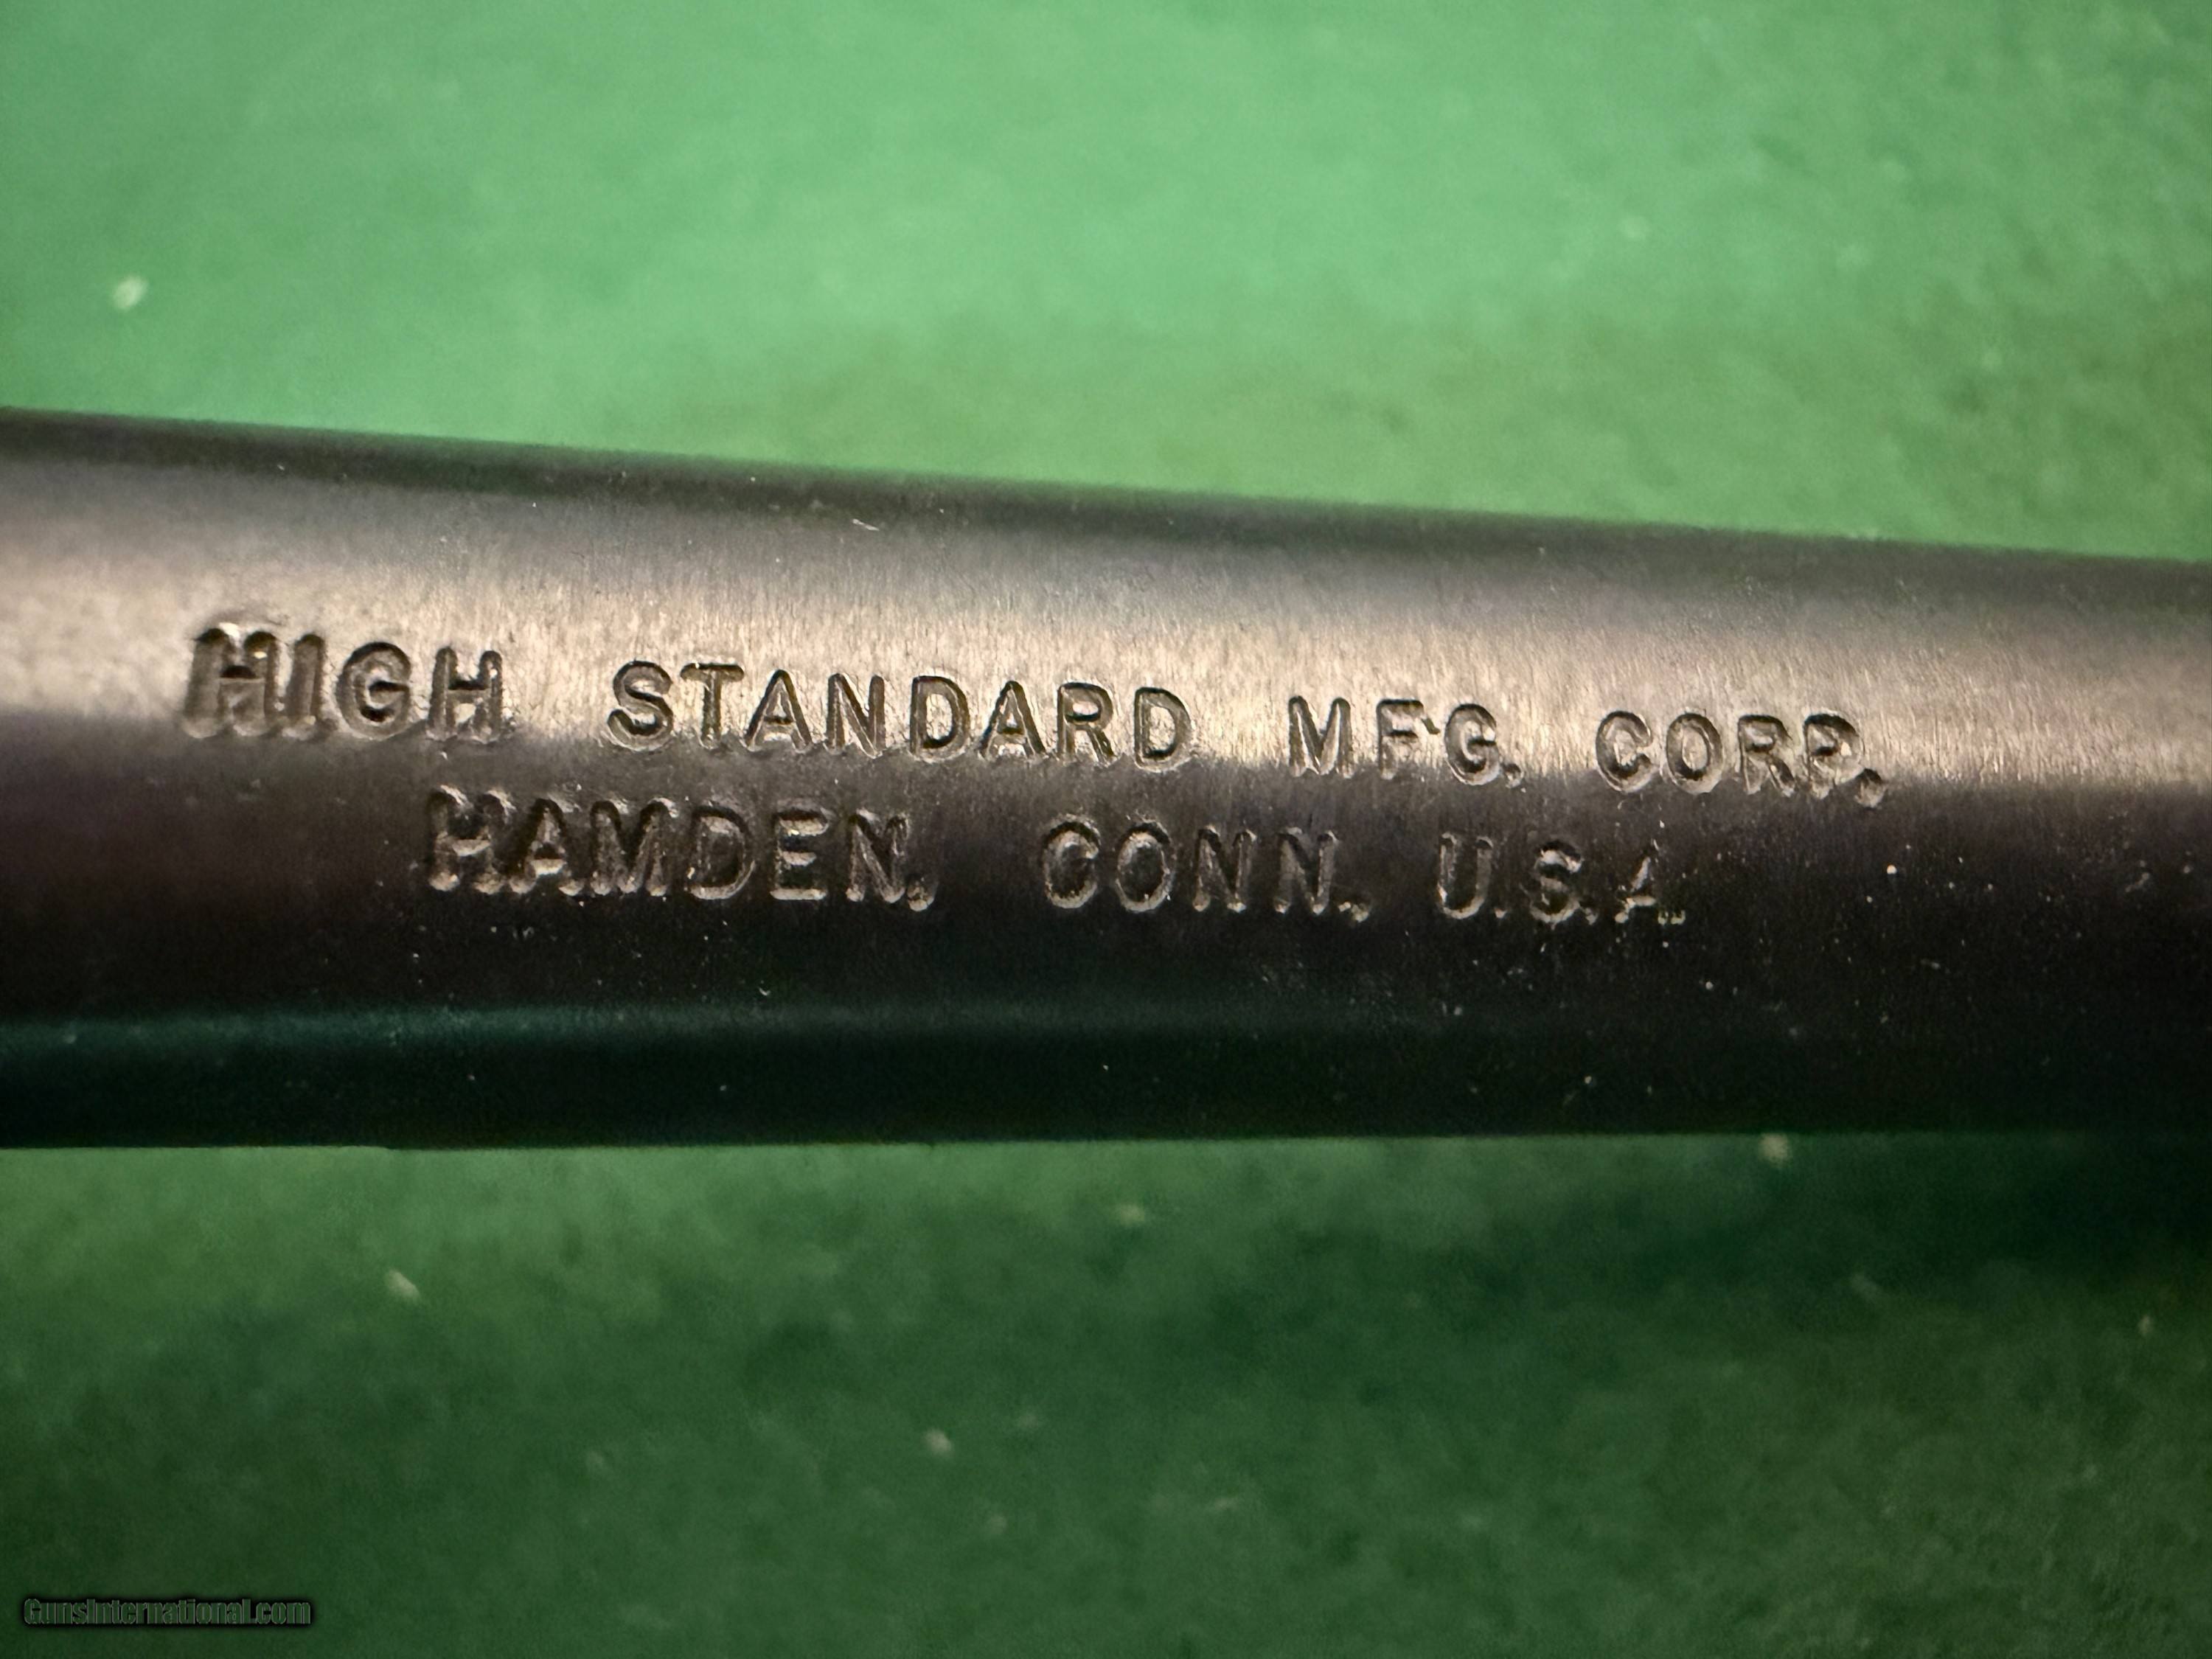 HIGH STANDARD MFG. CORP.
HAMDEN, CONN. U.S.A.
GunsInternational.com